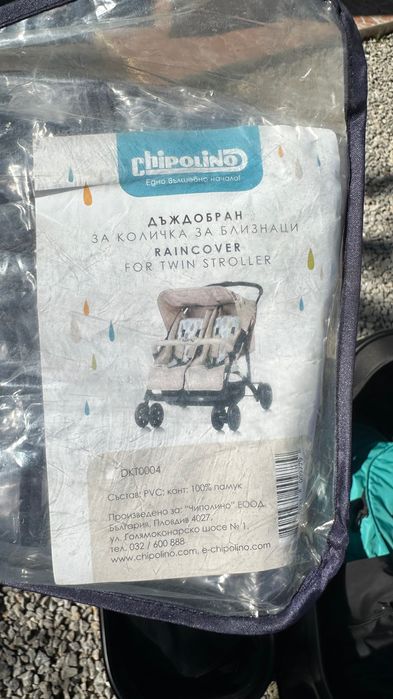 chipolino
Едно вълшебно начало!
ДЪЖДОБРАН
ЗА КОЛИЧКА ЗА БЛИЗНАЦИ
RAINCOVER
FOR TWIN STROLLER
DKT0004
Състав: PVC; кант: 100% памук
Произведено за: "Чиполино" ЕООД,
България, Пловдив 4027,
ул. Голямоконарско шосе № 1,
тел. 032 / 600 888
www.chipolino.com, e-chipolino.com